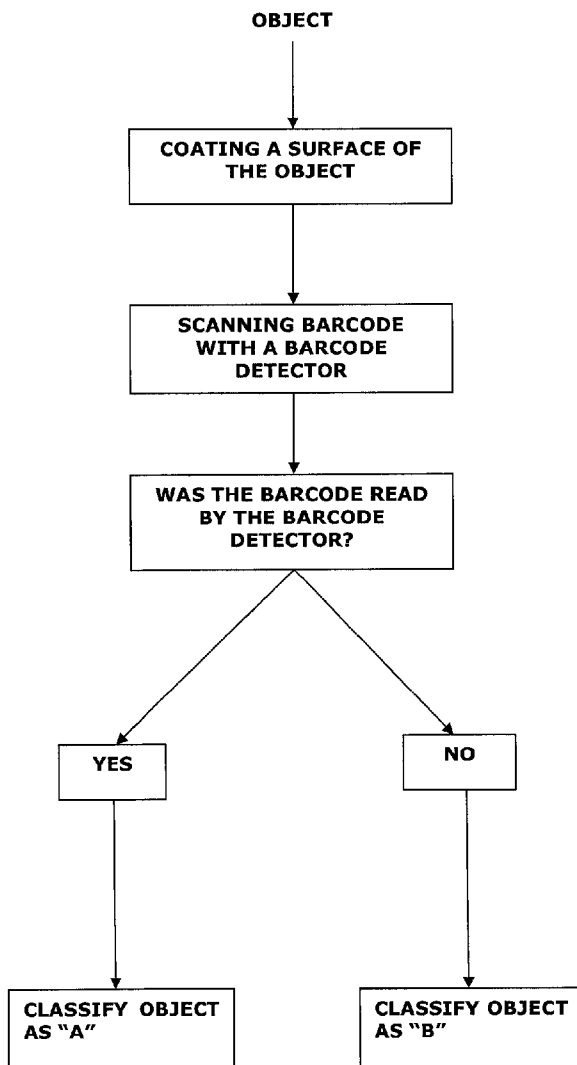 OBJECT
COATING A SURFACE OF
THE OBJECT
SCANNING BARCODE
WITH A BARCODE
DETECTOR
WAS THE BARCODE READ
BY THE BARCODE
DETECTOR?
YES
NO
CLASSIFY OBJECT
AS "A"
CLASSIFY OBJECT
AS "B"